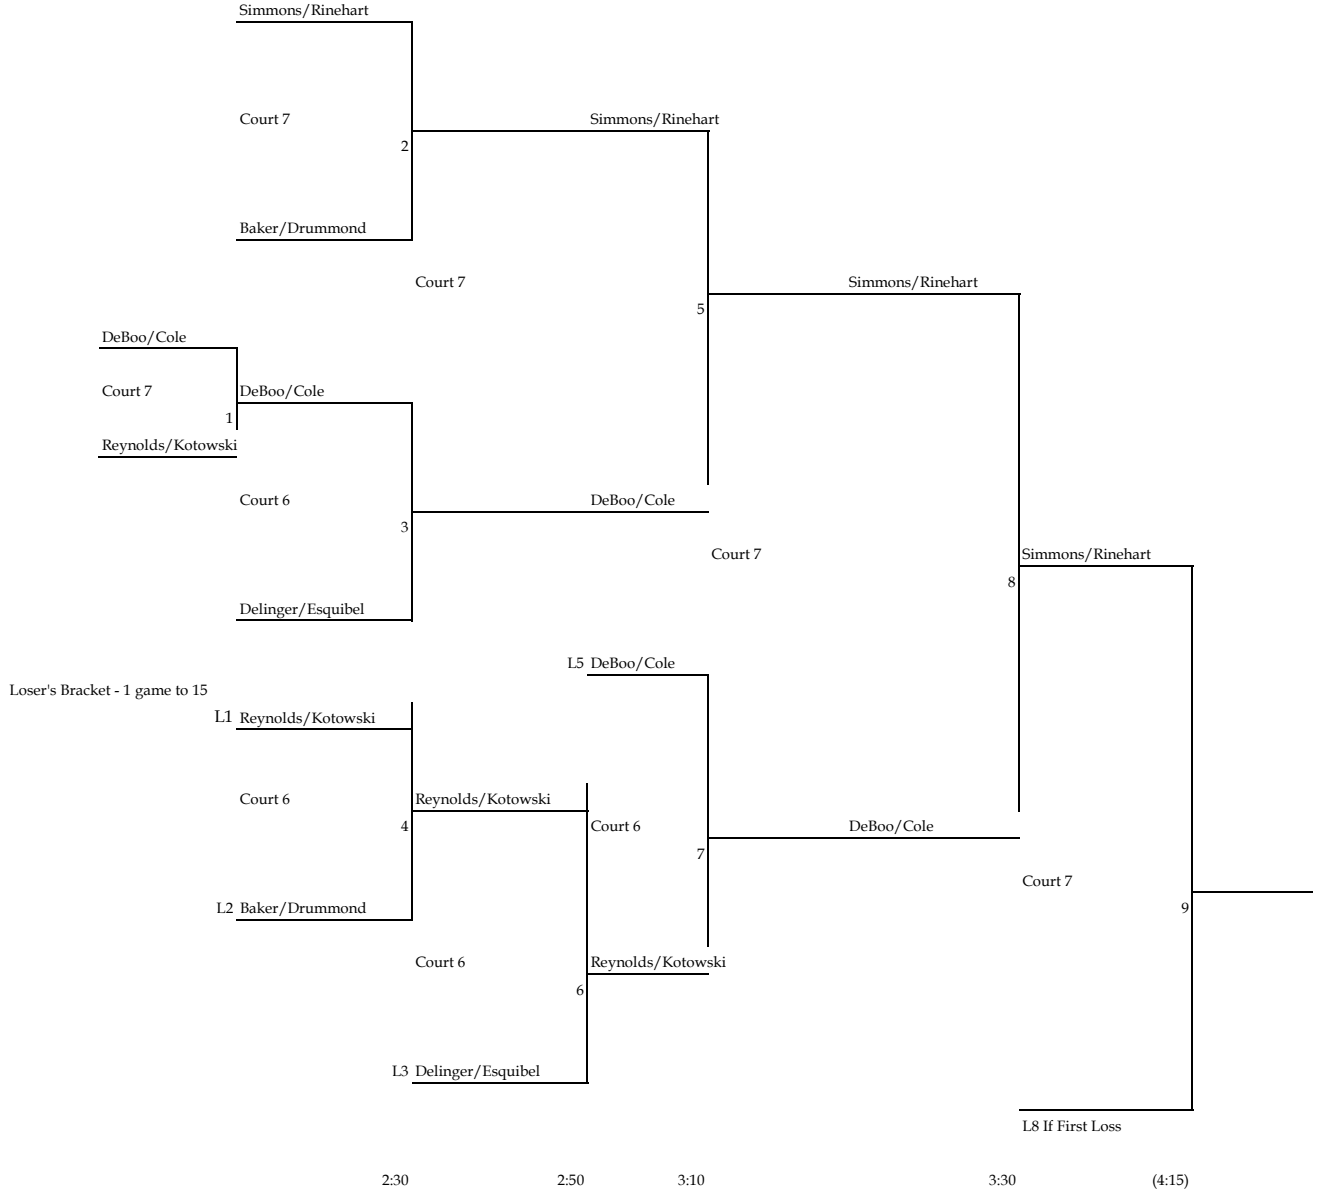 Simmons/Rinehart
Court 7
Simmons/Rinehart
2
Baker/Drummond
Court 7
Simmons/Rinehart
5
DeBoo/Cole
Court 7
DeBoo/Cole
1
Reynolds/Kotowski
Court 6
DeBoo/Cole
3
Court 7
Simmons/Rinehart
8
Delinger/Esquibel
L5 DeBoo/Cole
Loser's Bracket - 1 game to 15
L1 Reynolds/Kotowski
Court 6
Reynolds/Kotowski
4
Court 6
DeBoo/Cole
7
Court 7
L2 Baker/Drummond
9
Court 6
Reynolds/Kotowski
6
L3 Delinger/Esquibel
L8 If First Loss
2:30 2:50 3:10 3:30 (4:15)